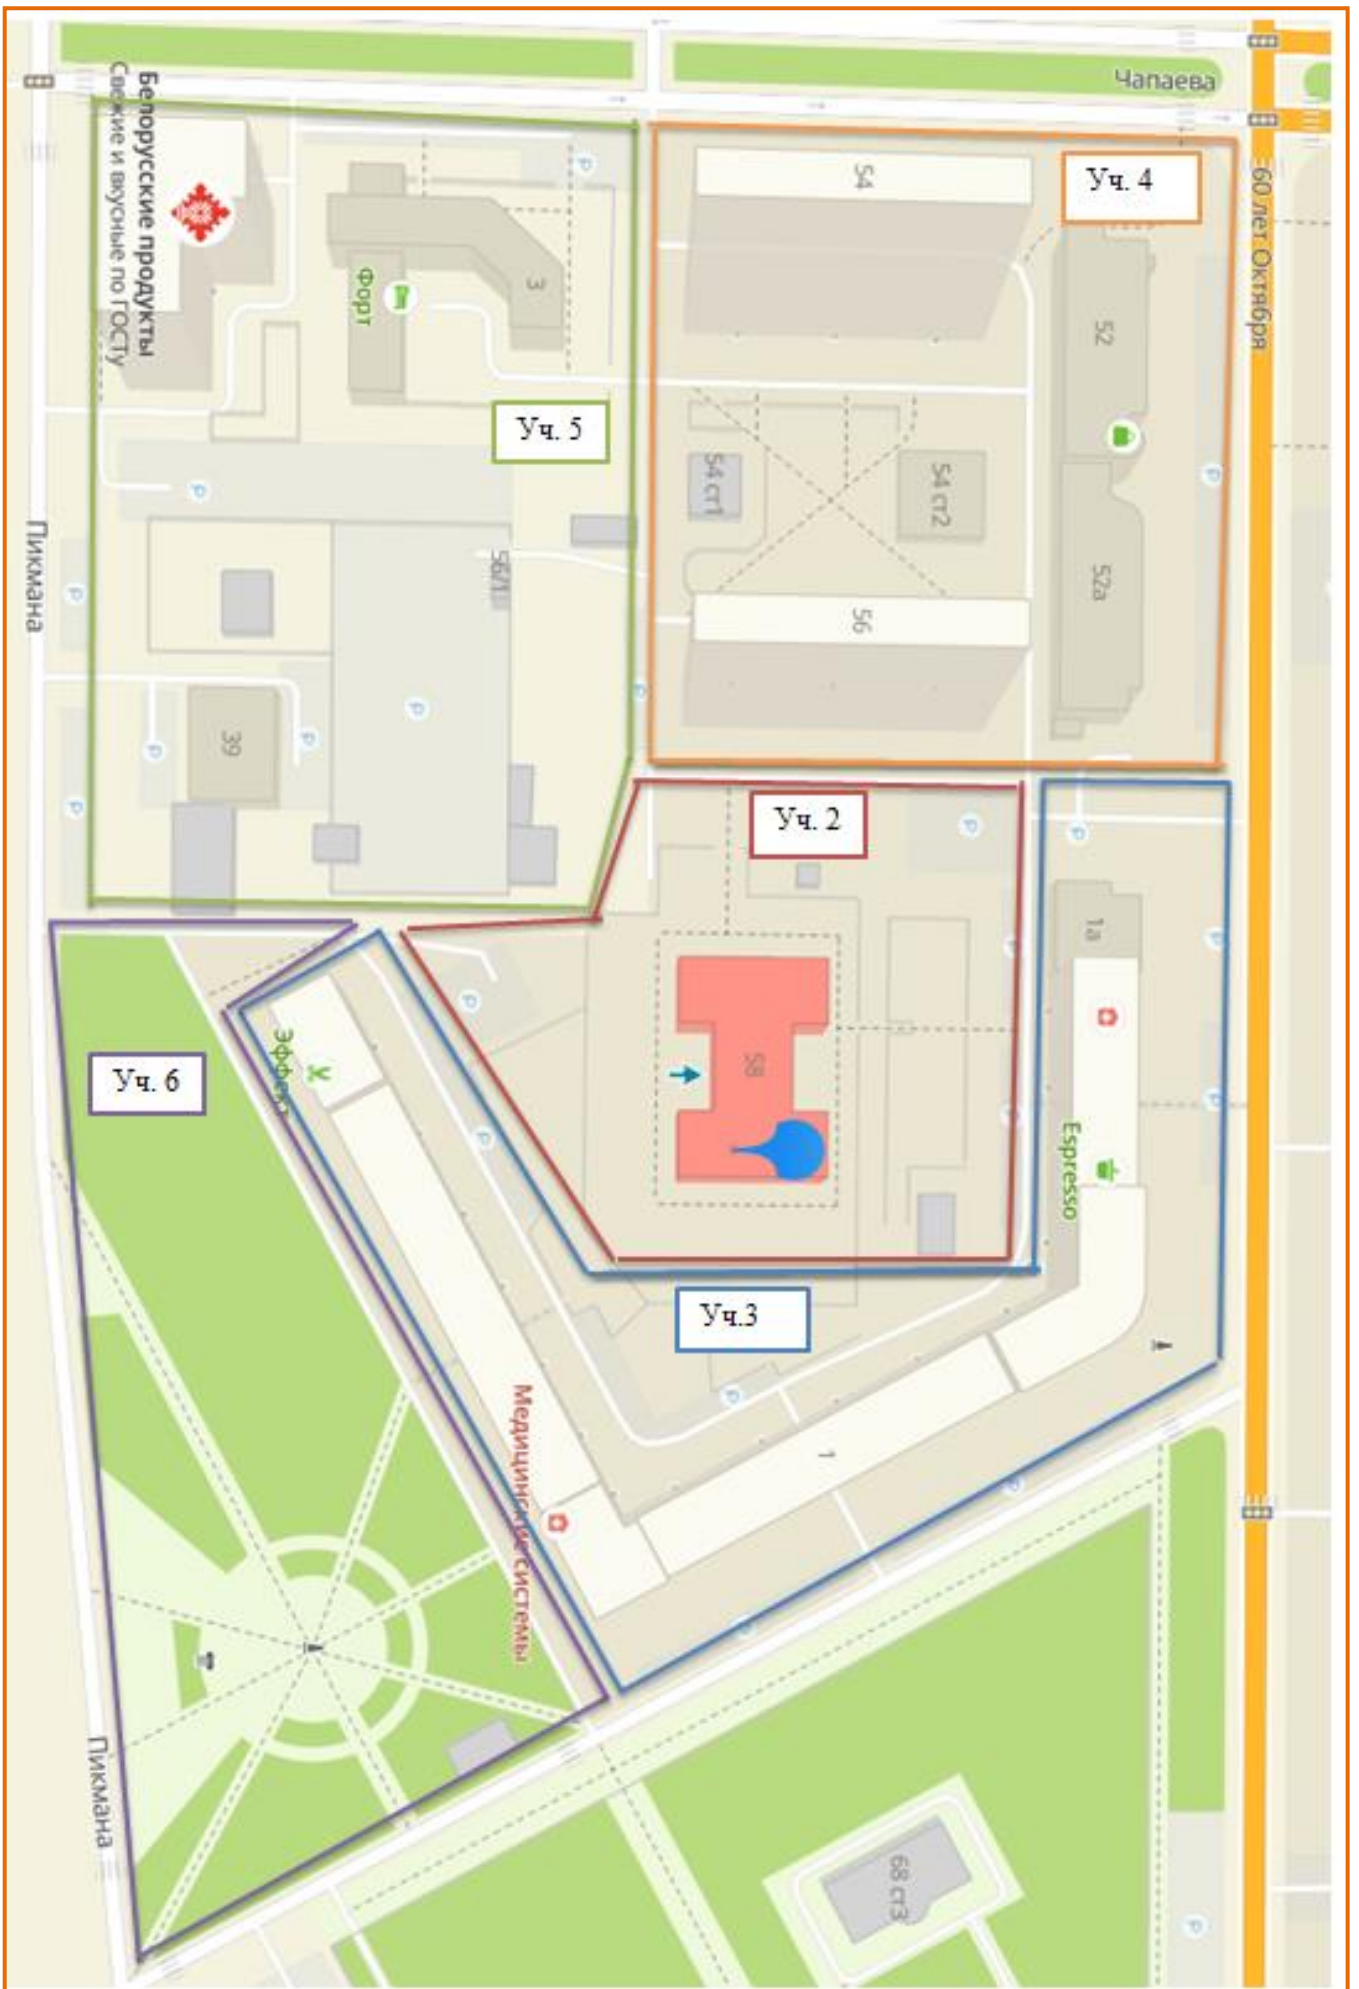 Чапаева
60 лет Октября
Белорусские продукты
Свежие и вкусные по ГОСТу
Уч. 4
54
52
3
Форт
Уч. 5
54 ст1
54 ст2
52а
56/1
56
Пикмана
39
Уч. 2
1а
58
Espresso
Уч. 6
Эффект
Уч.3
Медицинские системы
1
Пикмана
68 ст3